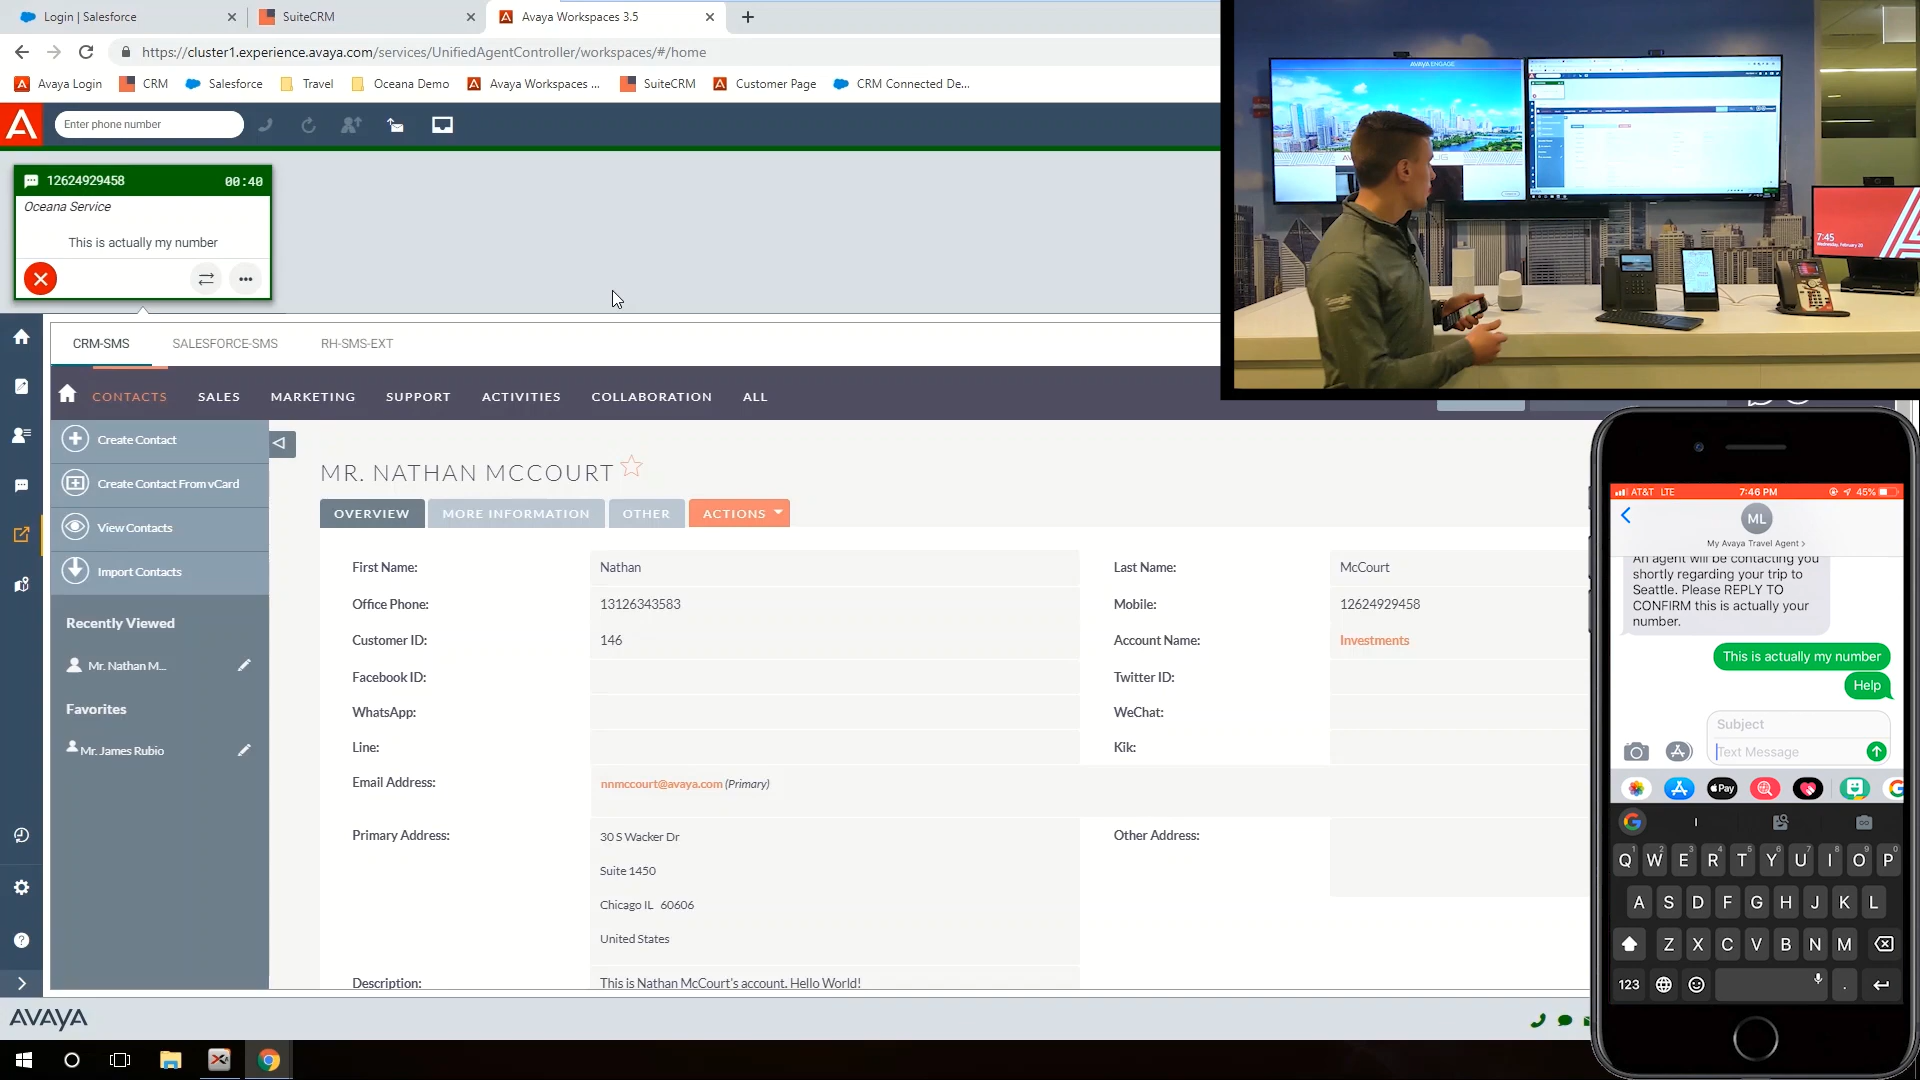 Login | Salesforce
SuiteCRM
Avaya Workspaces 3.5
https://cluster1.experience.avaya.com/services/UnifiedAgentController/workspaces/#/home
Avaya Login
CRM
Salesforce
Travel
Oceana Demo
Avaya Workspaces ...
SuiteCRM
Customer Page
CRM Connected De...
Enter phone number
12624929458
00:40
Oceana Service
This is actually my number
CRM-SMS
SALESFORCE-SMS
RH-SMS-EXT
CONTACTS
SALES
MARKETING
SUPPORT
ACTIVITIES
COLLABORATION
ALL
Create Contact
Create Contact From vCard
View Contacts
Import Contacts
Recently Viewed
Mr. Nathan M...
Favorites
Mr. James Rubio
MR. NATHAN MCCOURT
OVERVIEW
MORE INFORMATION
OTHER
ACTIONS
First Name:
Nathan
Last Name:
McCourt
Office Phone:
13126343583
Mobile:
12624929458
Customer ID:
146
Account Name:
Investments
Facebook ID:
Twitter ID:
WhatsApp:
WeChat:
Line:
Kik:
Email Address:
nnmccourt@avaya.com (Primary)
Primary Address:
30 S Wacker Dr
Suite 1450
Chicago IL 60606
United States
Other Address:
Description:
This is Nathan McCourt's account. Hello World!
AVAYA
AVAYA ENGAGE
7:45
Wednesday, February 20
AT&T LTE
7:46 PM
45%
ML
My Avaya Travel Agent >
An agent will be contacting you
shortly regarding your trip to
Seattle. Please REPLY TO
CONFIRM this is actually your
number.
This is actually my number
Help
Subject
Text Message
Pay
Q W E R T Y U I O P
A S D F G H J K L
Z X C V B N M
123
.